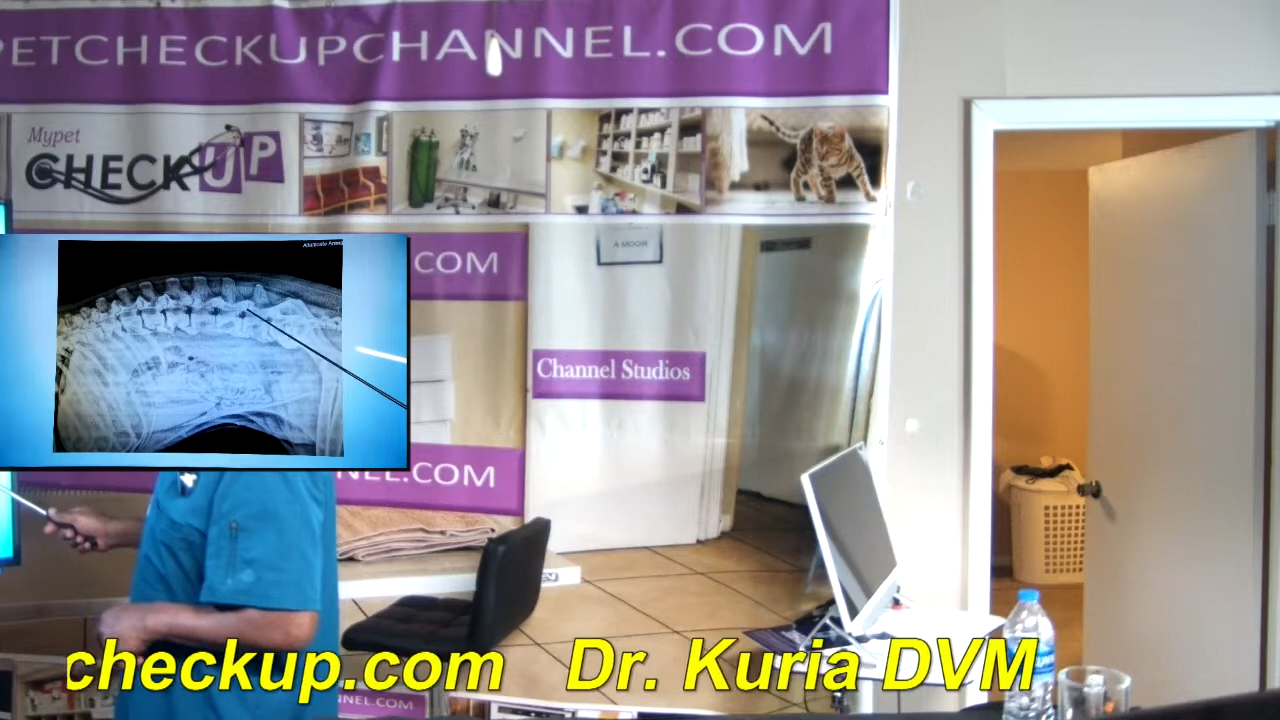 PETCHECKUPCHANNEL.COM
Mypet
CHECKUP
COM
A MOOR
Channel Studios
NEL.COM
checkup.com Dr. Kuria DVM
NEL.COM